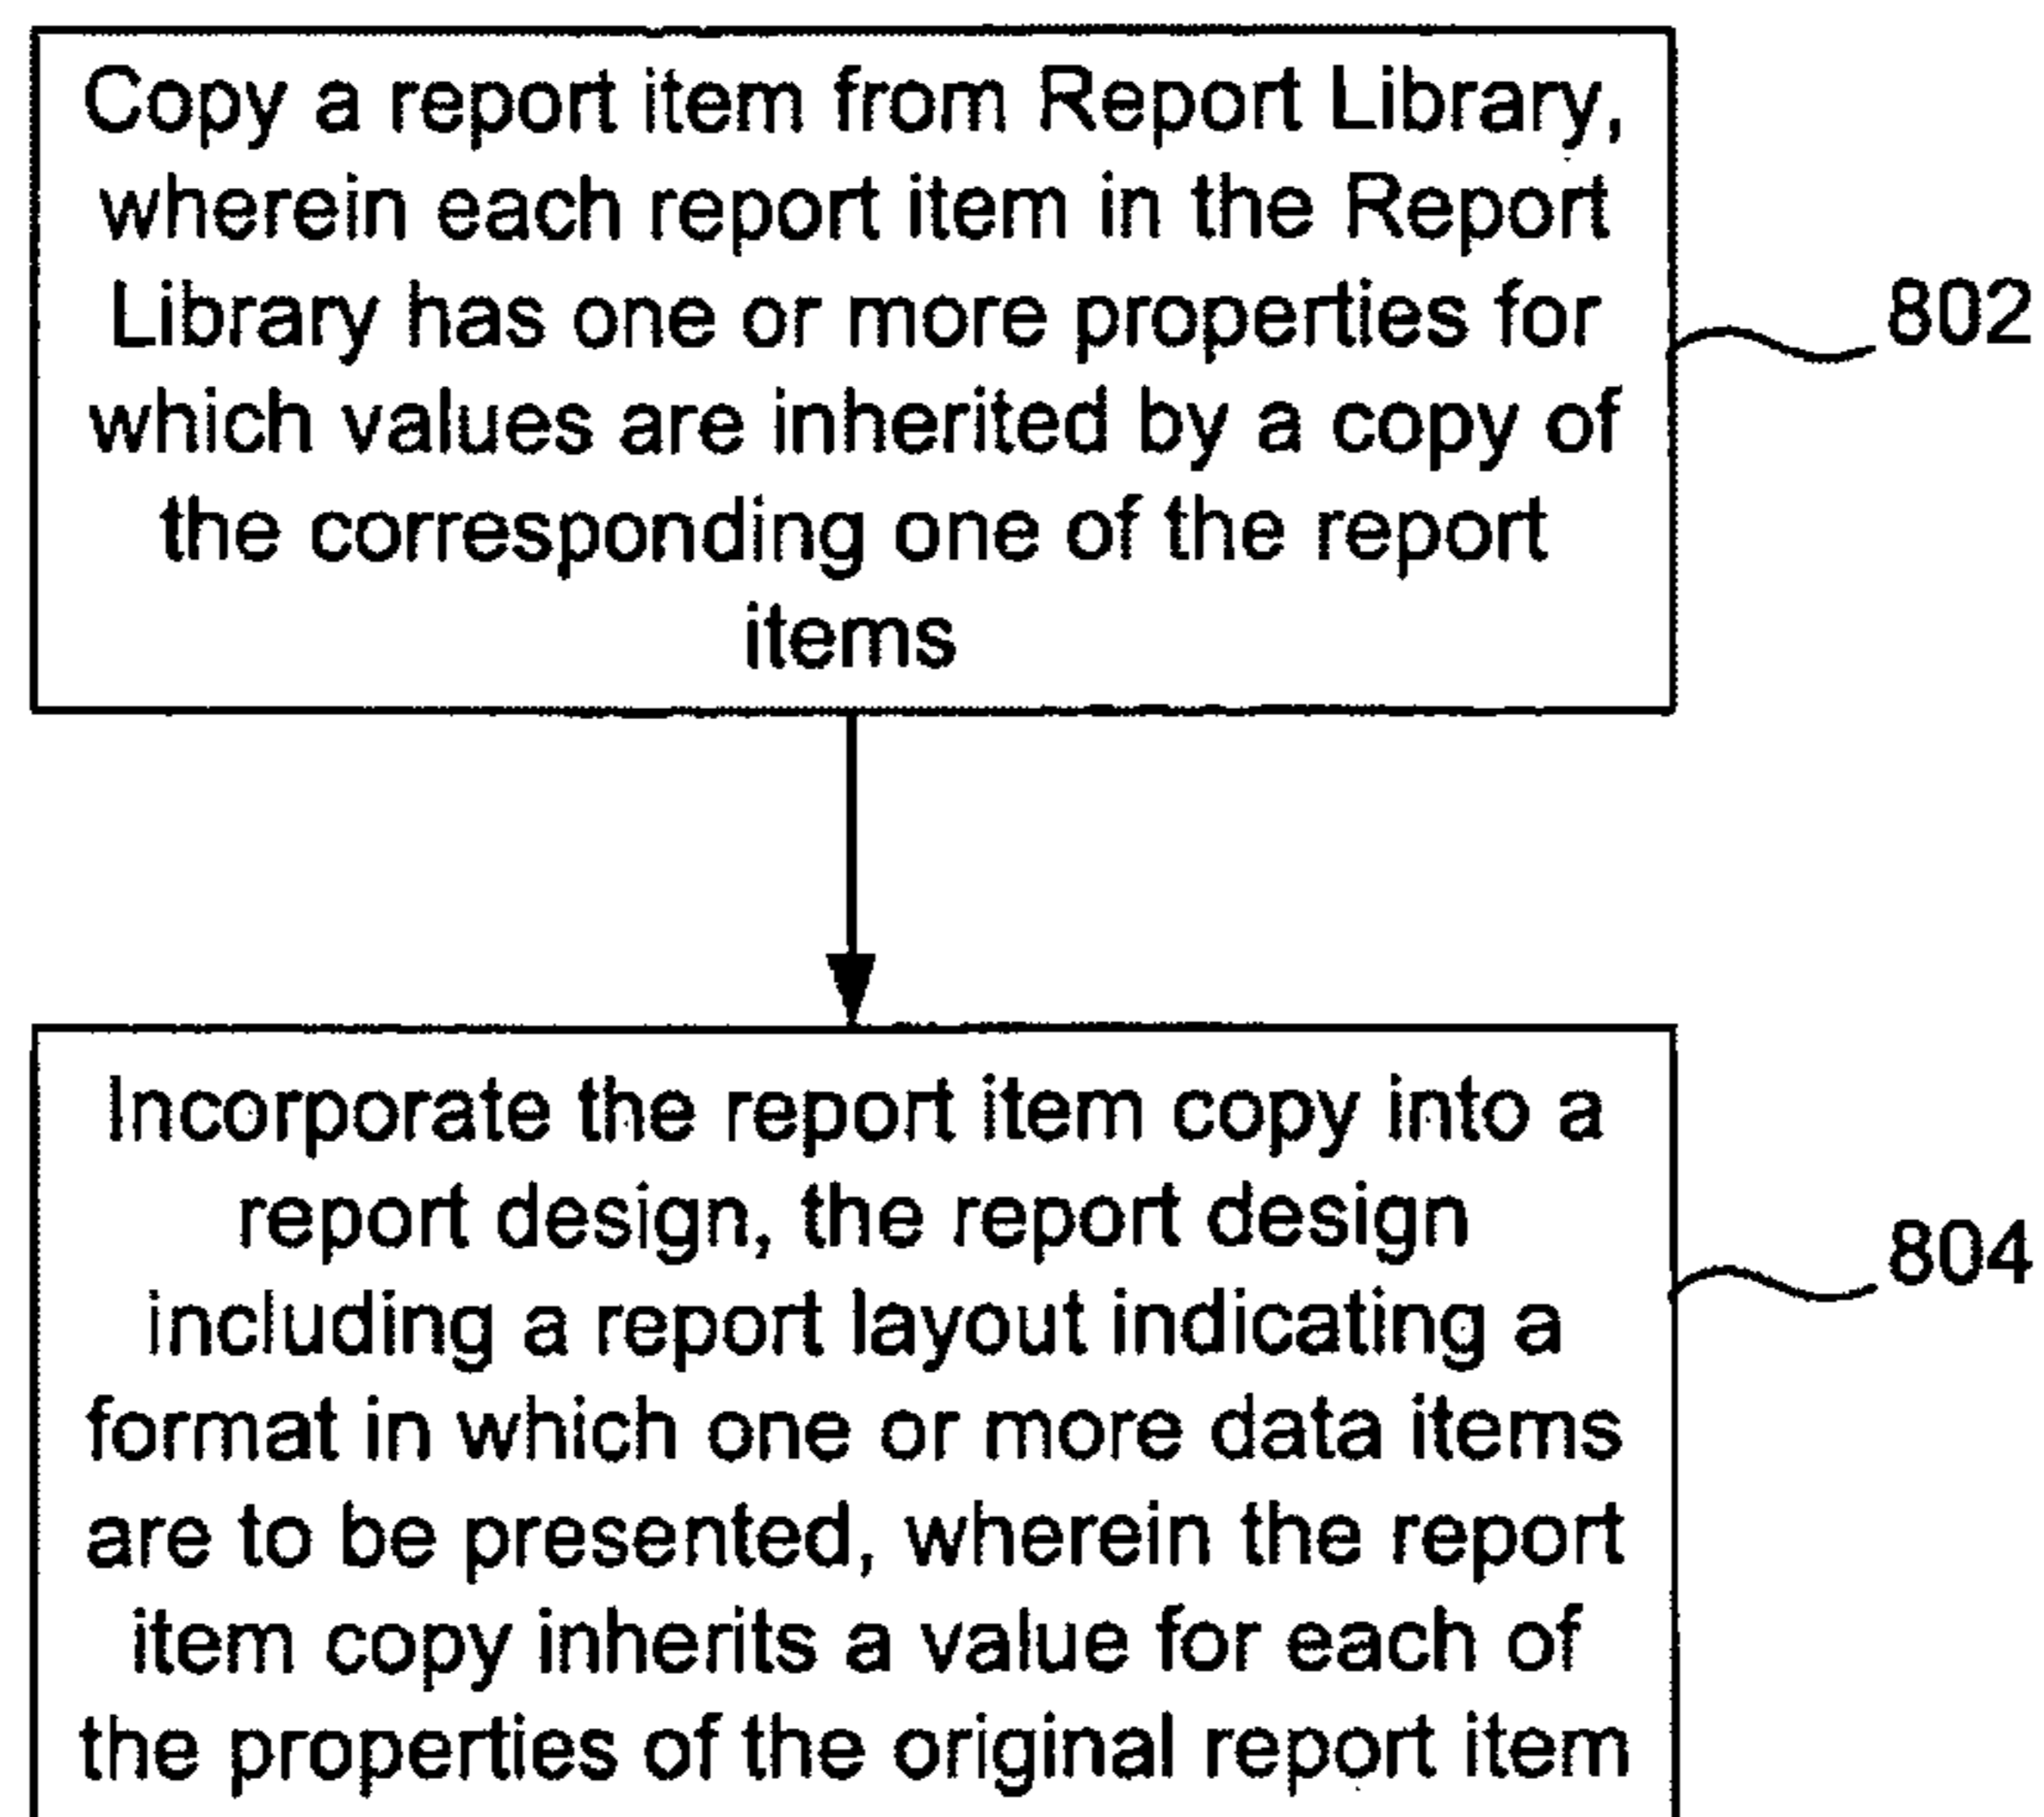 Copy a report item from Report Library,
wherein each report item in the Report
Library has one or more properties for
which values are inherited by a copy of
the corresponding one of the report
items
802
Incorporate the report item copy into a
report design, the report design
including a report layout indicating a
format in which one or more data items
are to be presented, wherein the report
item copy inherits a value for each of
the properties of the original report item
804